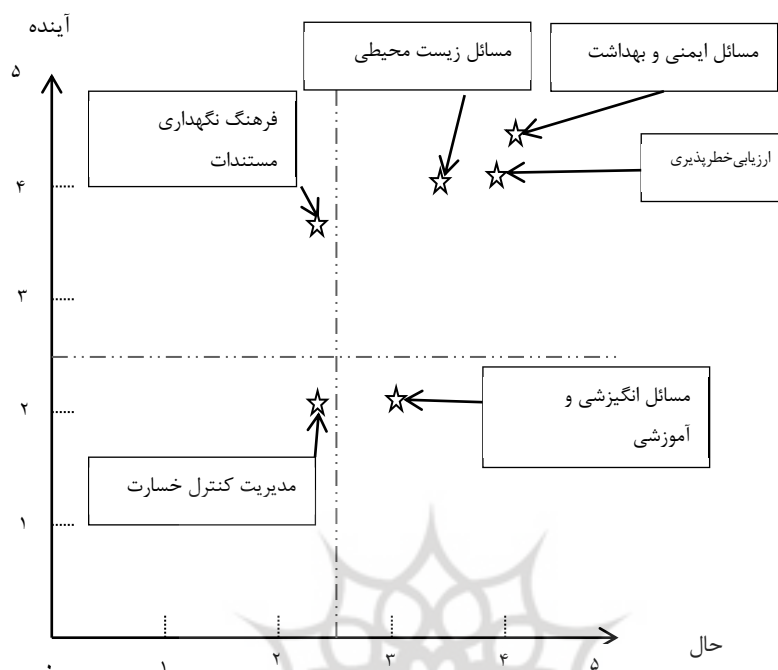 آینده
مسائل زیست محیطی
مسائل ایمنی و بهداشت
۵
فرهنگ نگهداری
مستندات
ارزیابی‌خطرپذیری
۴
۳
مسائل انگیزشی و
آموزشی
۲
مدیریت کنترل خسارت
۱
حال
۰
۱
۲
۳
۴
۵